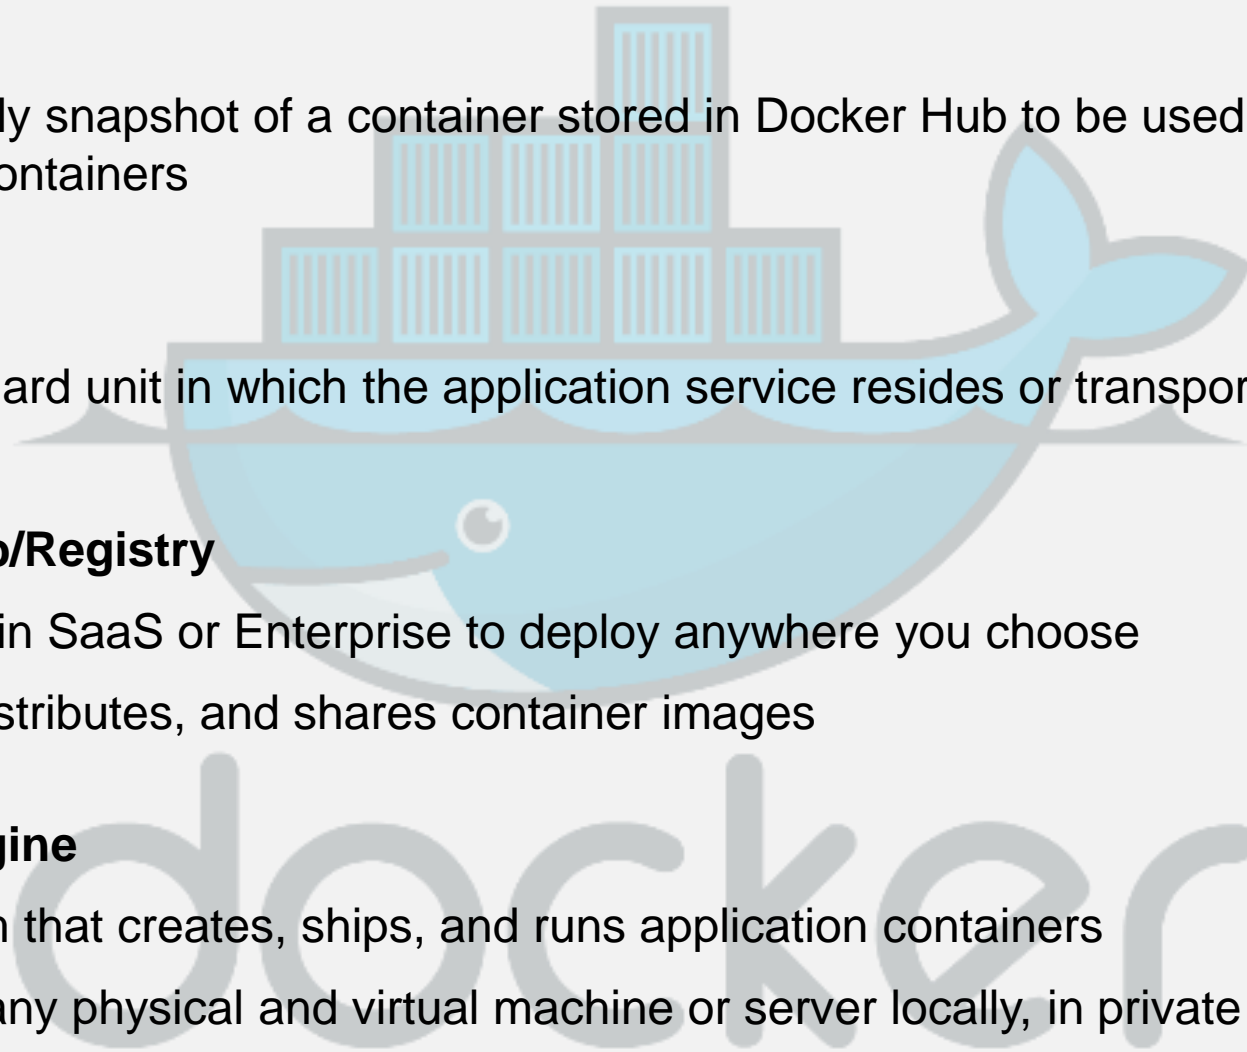 ly snapshot of a container stored in Docker Hub to be used
ontainers
ard unit in which the application service resides or transpor
o/Registry
in SaaS or Enterprise to deploy anywhere you choose
stributes, and shares container images
gine
n that creates, ships, and runs application containers
any physical and virtual machine or server locally, in private
docker